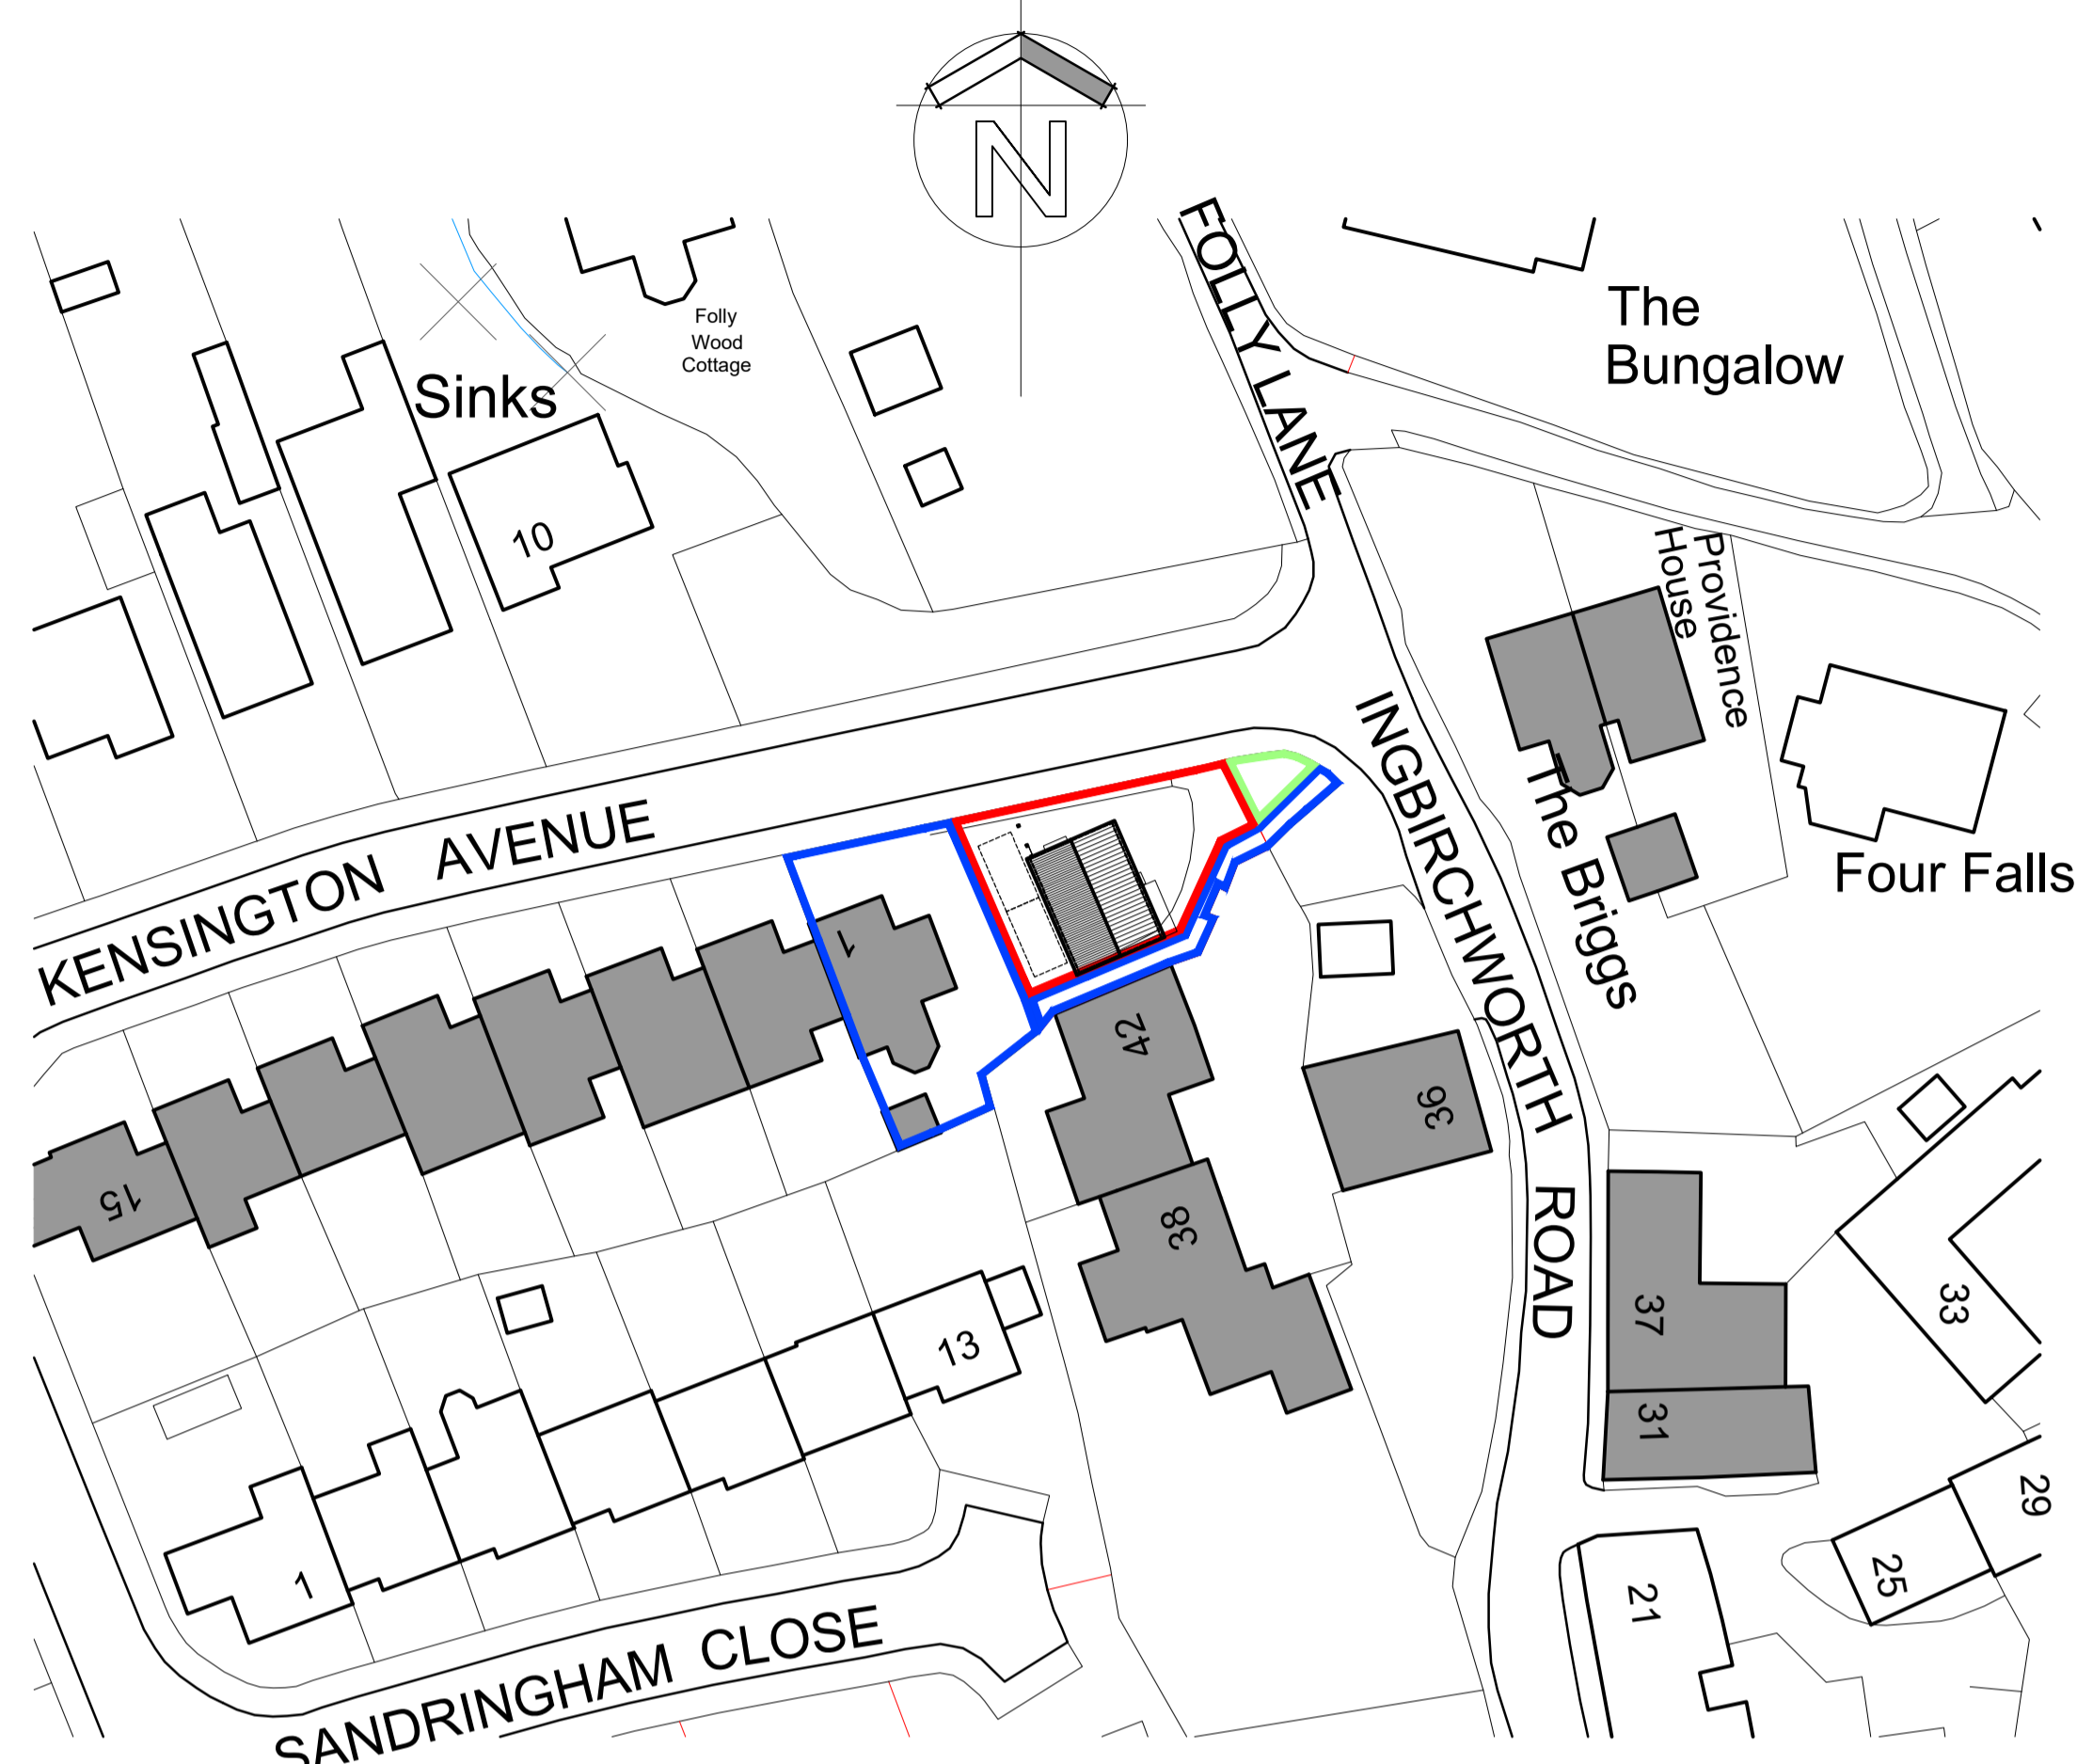 N
FOLLY LANE
The
Bungalow
Folly
Wood
Cottage
Sinks
10
Providence
House
INGBIRCHWORTH ROAD
The Briggs
Four Falls
KENSINGTON AVENUE
1
42
36
15
38
37
33
13
31
29
25
21
1
SANDRINGHAM CLOSE